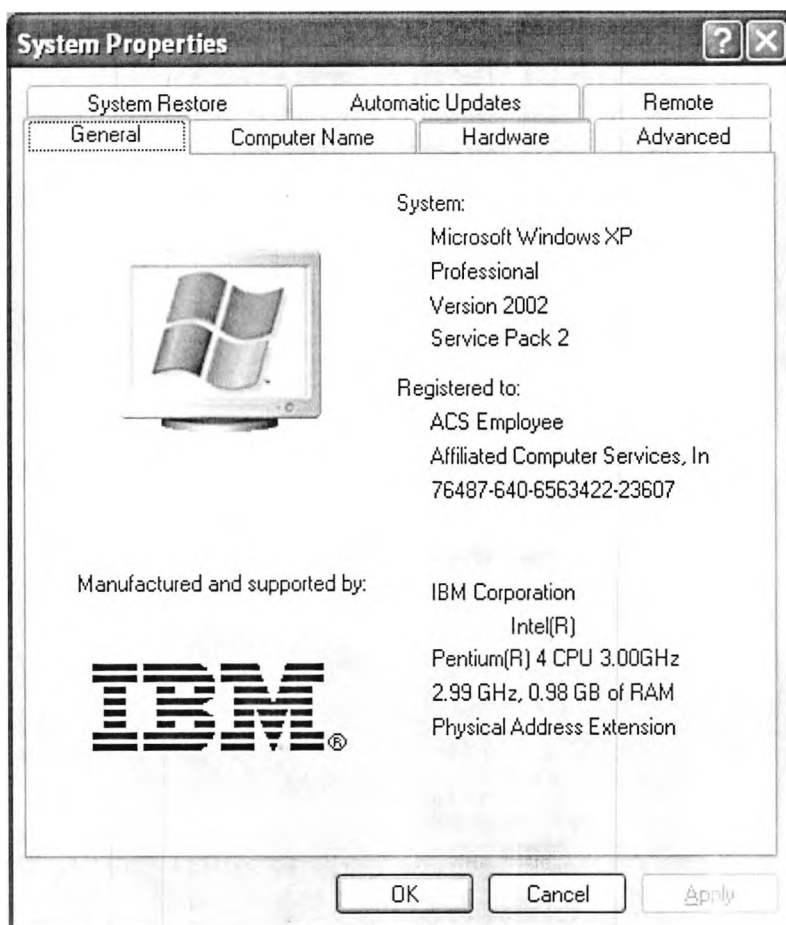 System Properties
? X
System Restore Automatic Updates Remote
General Computer Name Hardware Advanced
System:
Microsoft Windows XP
Professional
Version 2002
Service Pack 2
Registered to:
ACS Employee
Affiliated Computer Services, In
76487-640-6563422-23607
Manufactured and supported by:
IBM Corporation
Intel(R)
Pentium(R) 4 CPU 3.00GHz
2.99 GHz, 0.98 GB of RAM
Physical Address Extension
IBM®
OK Cancel Apply